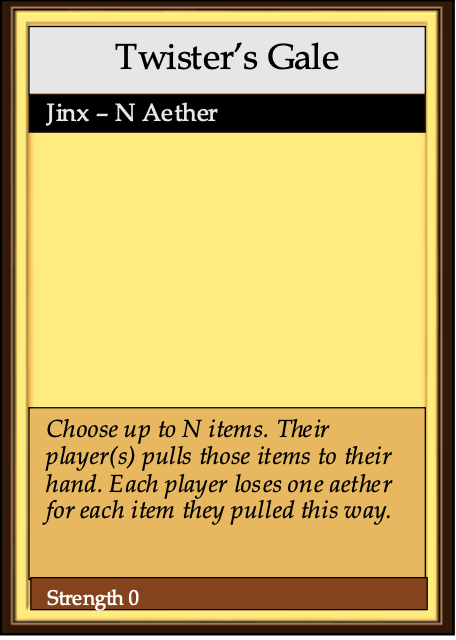 Twister’s Gale
Jinx – N Aether
Choose up to N items. Their
player(s) pulls those items to their
hand. Each player loses one aether
for each item they pulled this way.
Strength 0